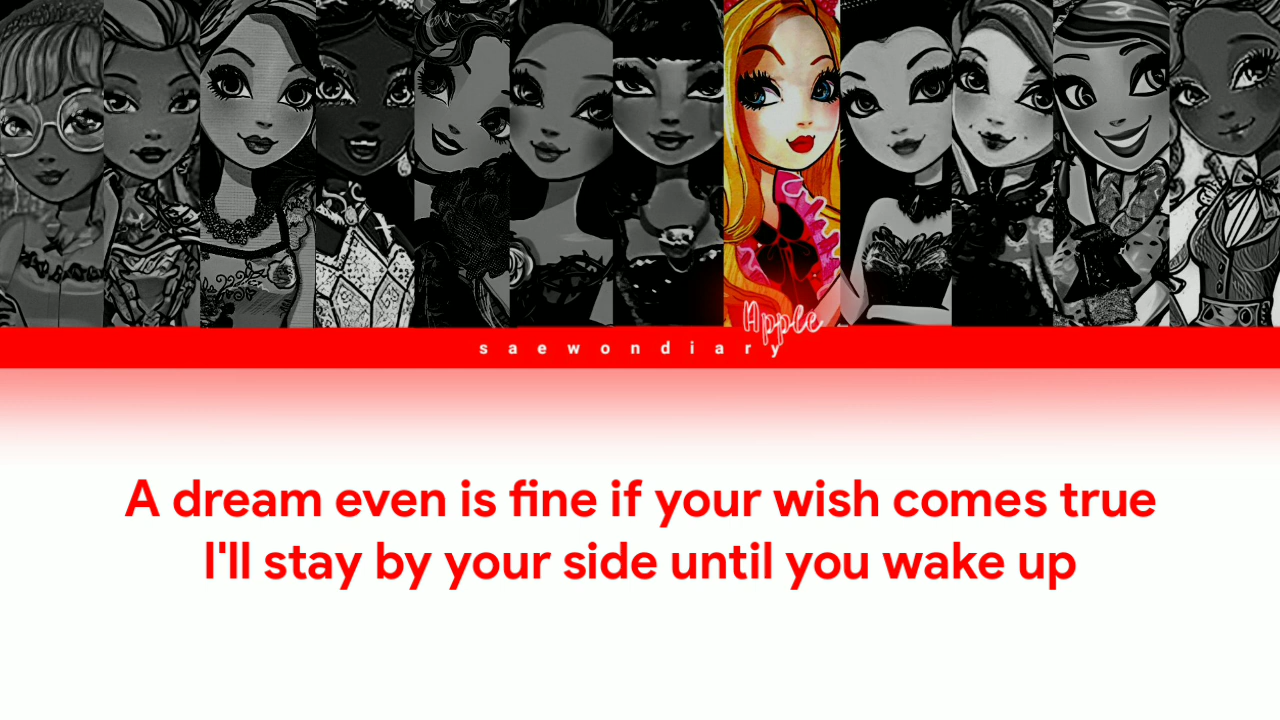 Apple
s a e w o n d i a r y
A dream even is fine if your wish comes true
I'll stay by your side until you wake up